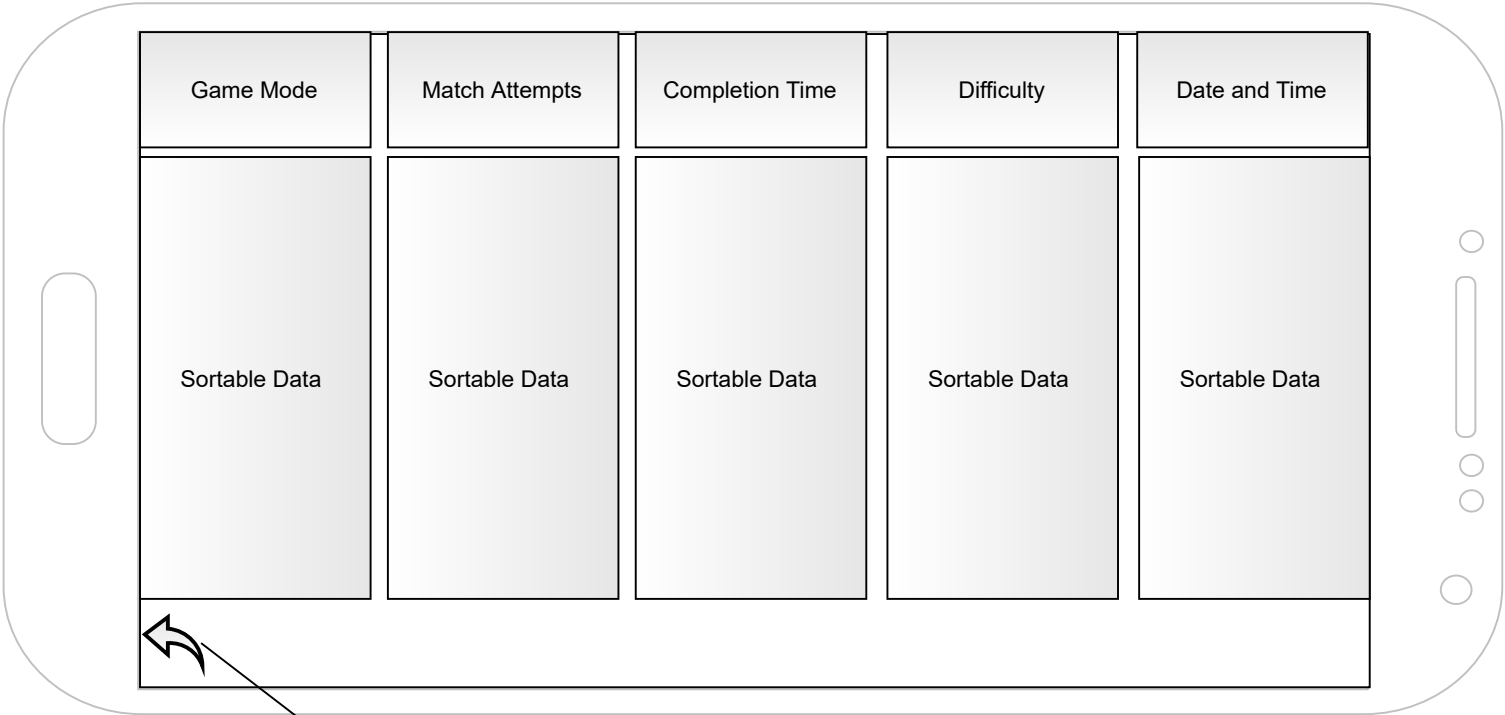 Game Mode
Match Attempts
Completion Time
Difficulty
Date and Time
Sortable Data
Sortable Data
Sortable Data
Sortable Data
Sortable Data